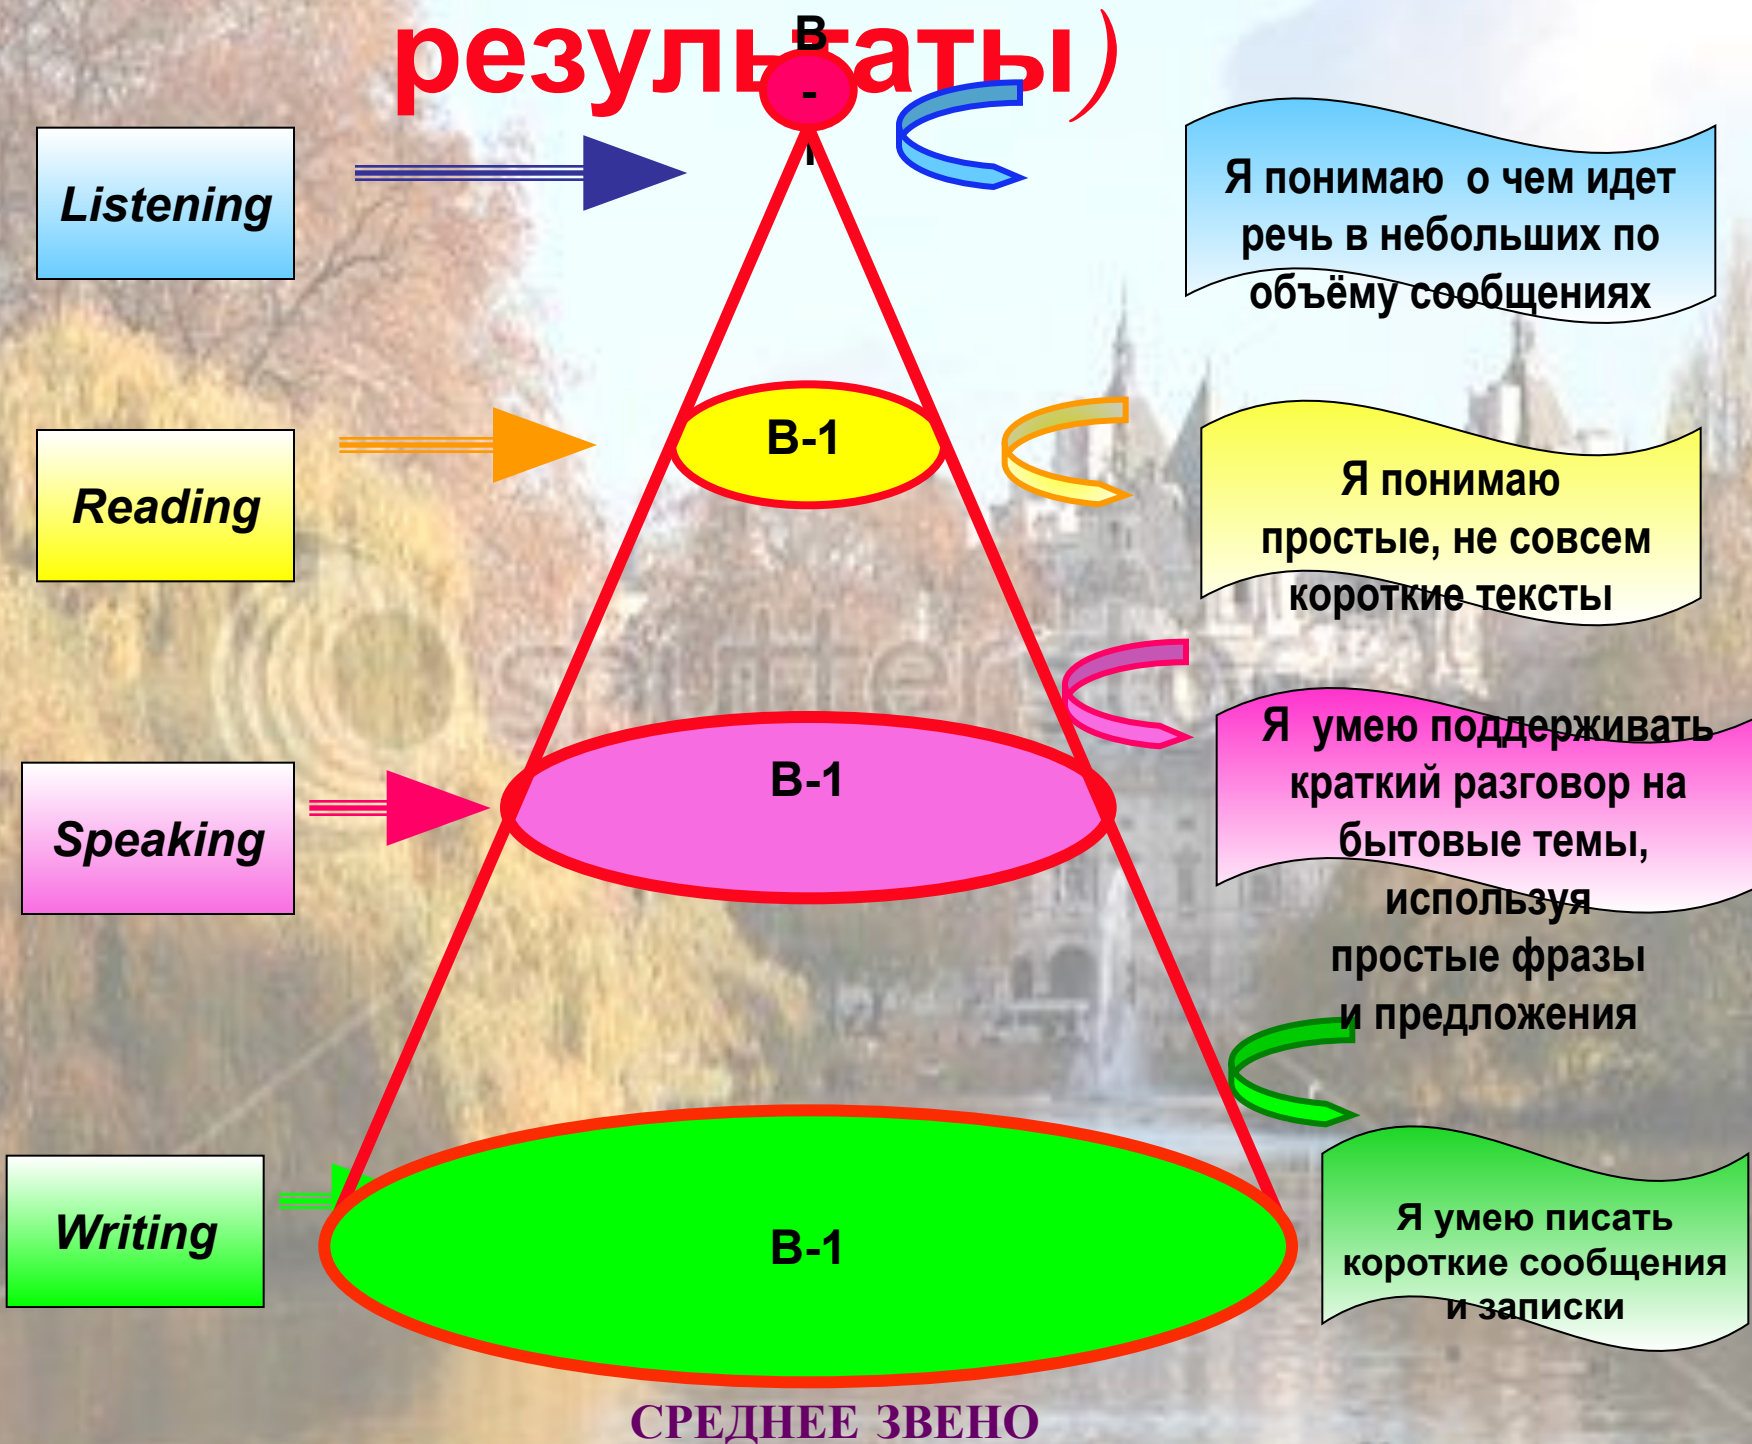 результаты)
В
-
Listening
Я понимаю о чем идет
речь в небольших по
объёму сообщениях
Reading
В-1
Я понимаю
простые, не совсем
короткие тексты
Speaking
В-1
Я умею поддерживать
краткий разговор на
бытовые темы,
используя
простые фразы
и предложения
Writing
В-1
Я умею писать
короткие сообщения
и записки
СРЕДНЕЕ ЗВЕНО